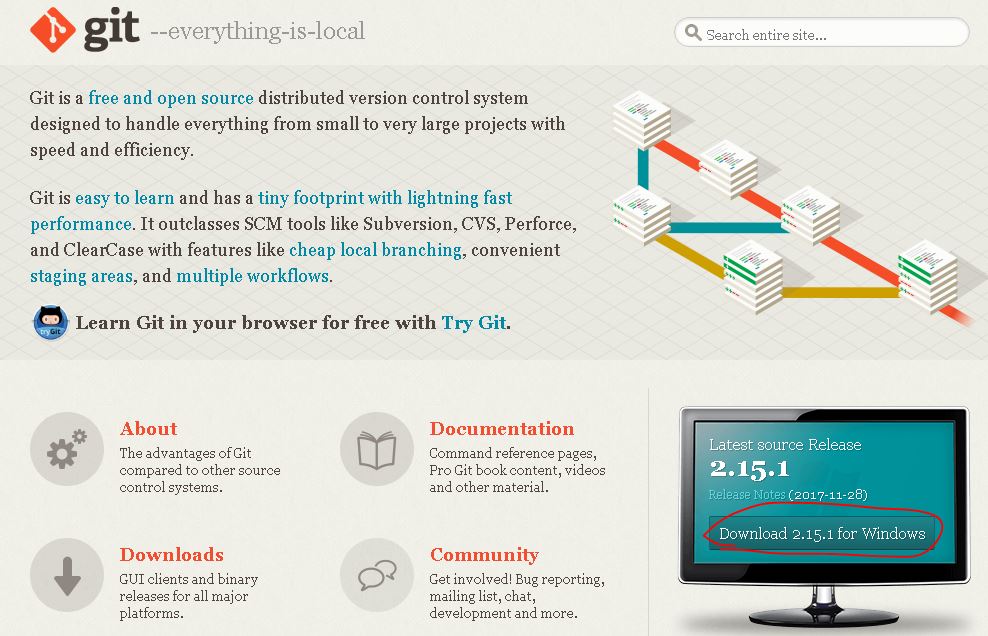 git --everything-is-local
Search entire site...
Git is a free and open source distributed version control system
designed to handle everything from small to very large projects with
speed and efficiency.
Git is easy to learn and has a tiny footprint with lightning fast
performance. It outclasses SCM tools like Subversion, CVS, Perforce,
and ClearCase with features like cheap local branching, convenient
staging areas, and multiple workflows.
tryGit
Learn Git in your browser for free with Try Git.
About
The advantages of Git
compared to other source
control systems.
Documentation
Command reference pages,
Pro Git book content, videos
and other material.
Downloads
GUI clients and binary
releases for all major
platforms.
Community
Get involved! Bug reporting,
mailing list, chat,
development and more.
Latest source Release
2.15.1
Release Notes (2017-11-28)
Download 2.15.1 for Windows